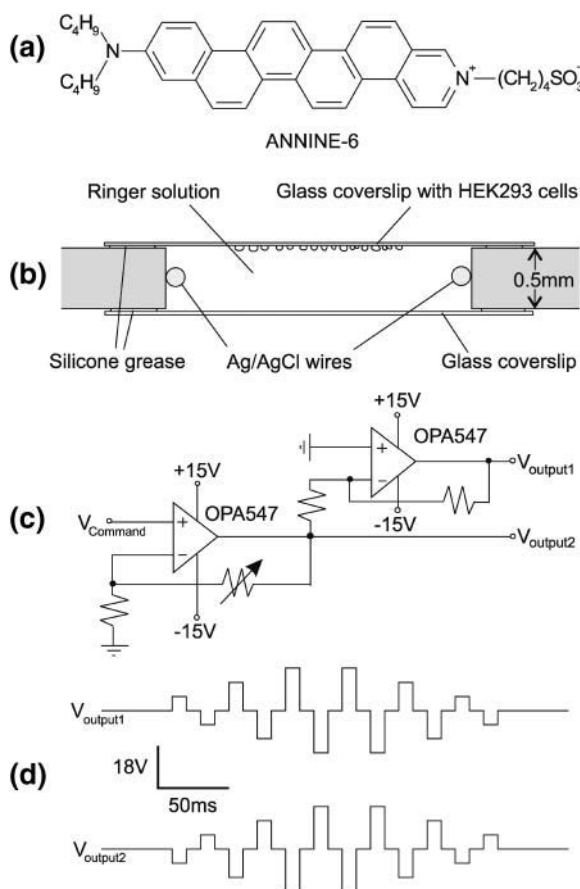 (a)
C₄H₉
N
C₄H₉
N⁺—(CH₂)₄SO₃⁻
ANNINE-6
Ringer solution
Glass coverslip with HEK293 cells
(b)
0.5mm
Silicone grease
Ag/AgCl wires
Glass coverslip
+15V
OPA547
+
−
Voutput1
-15V
(c)
+15V
OPA547
VCommand
+
−
Voutput2
-15V
Voutput1
(d)
18V
50ms
Voutput2